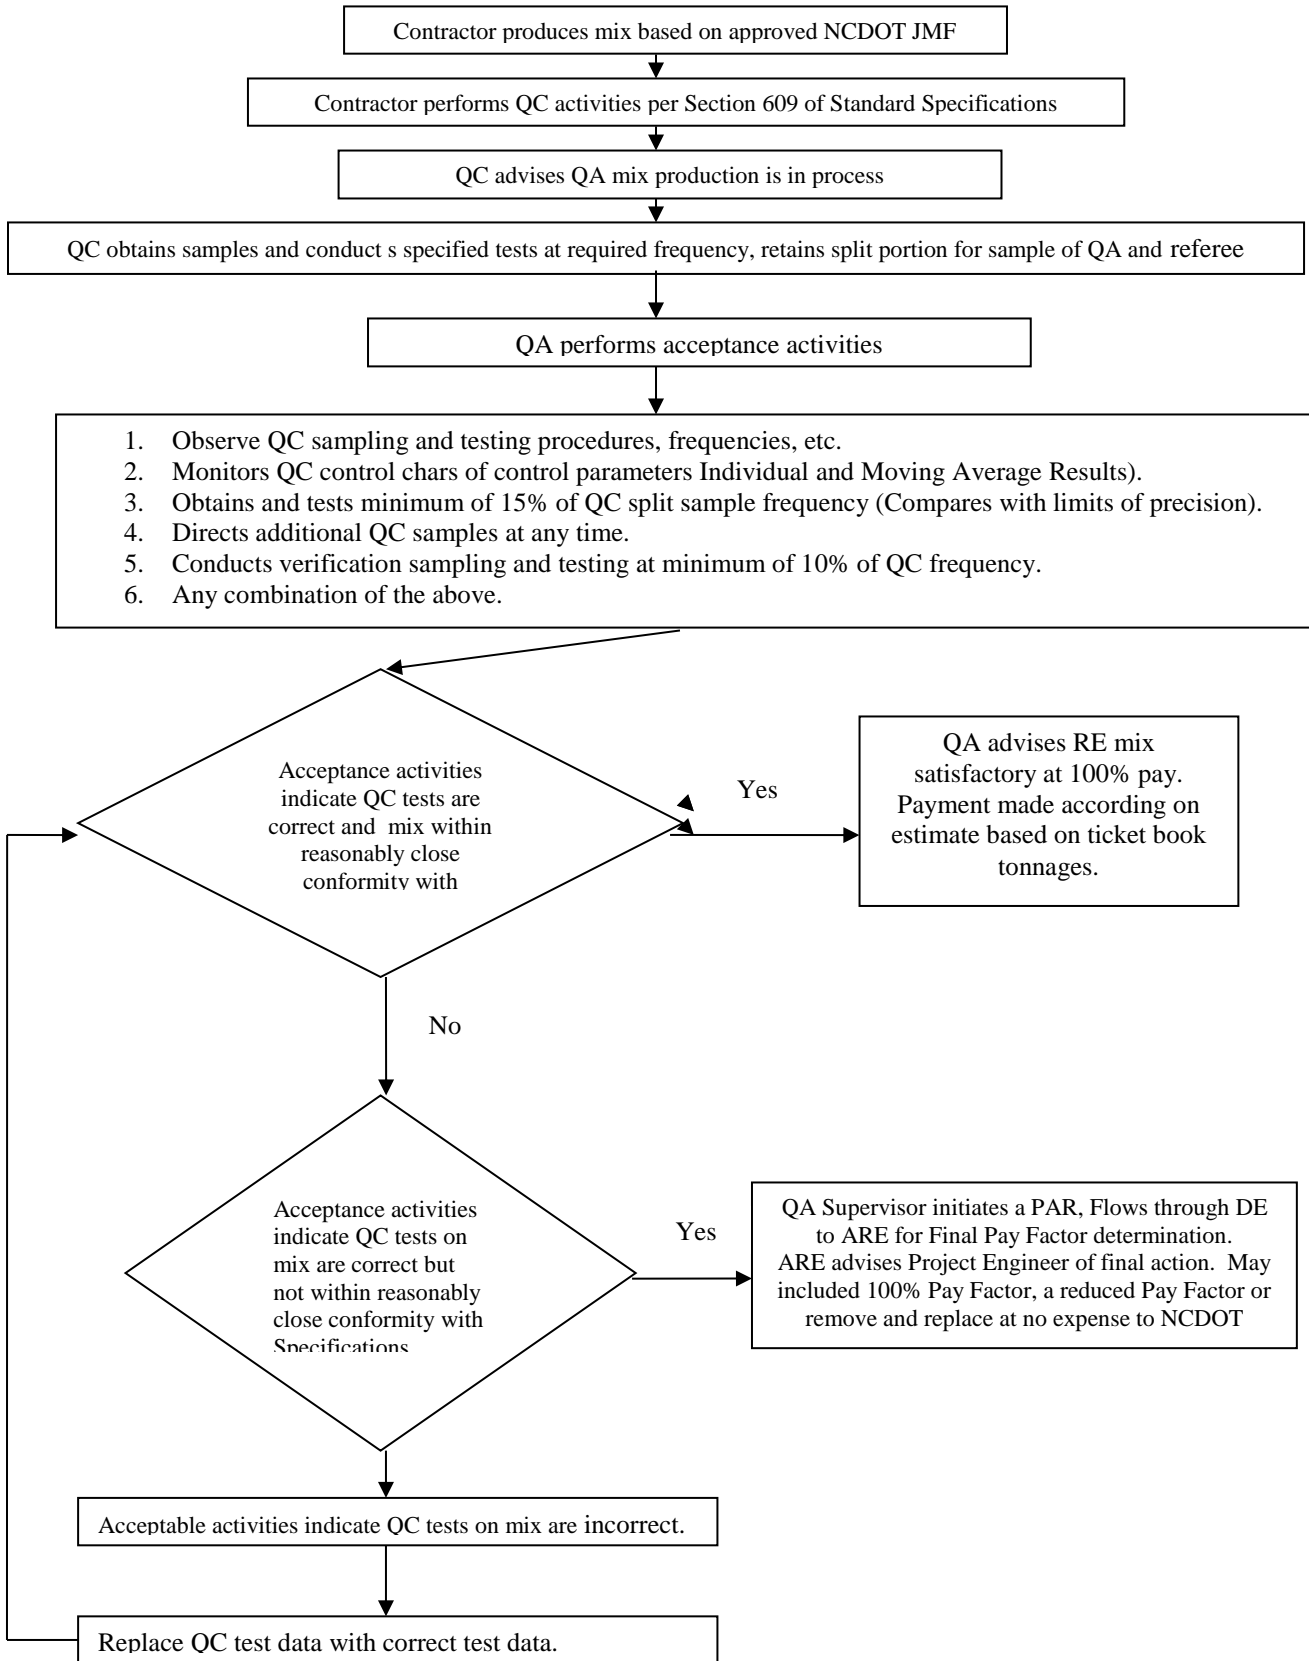 Contractor produces mix based on approved NCDOT JMF
Contractor performs QC activities per Section 609 of Standard Specifications
QC advises QA mix production is in process
QC obtains samples and conduct s specified tests at required frequency, retains split portion for sample of QA and referee
QA performs acceptance activities
1. Observe QC sampling and testing procedures, frequencies, etc.
2. Monitors QC control chars of control parameters Individual and Moving Average Results).
3. Obtains and tests minimum of 15% of QC split sample frequency (Compares with limits of precision).
4. Directs additional QC samples at any time.
5. Conducts verification sampling and testing at minimum of 10% of QC frequency.
6. Any combination of the above.
Acceptance activities
indicate QC tests are
correct and  mix within
reasonably close
conformity with
Yes
QA advises RE mix
satisfactory at 100% pay.
Payment made according on
estimate based on ticket book
tonnages.
No
Acceptance activities
indicate QC tests on
mix are correct but
not within reasonably
close conformity with
Specifications
Yes
QA Supervisor initiates a PAR, Flows through DE
to ARE for Final Pay Factor determination.
ARE advises Project Engineer of final action.  May
included 100% Pay Factor, a reduced Pay Factor or
remove and replace at no expense to NCDOT
Acceptable activities indicate QC tests on mix are incorrect.
Replace QC test data with correct test data.